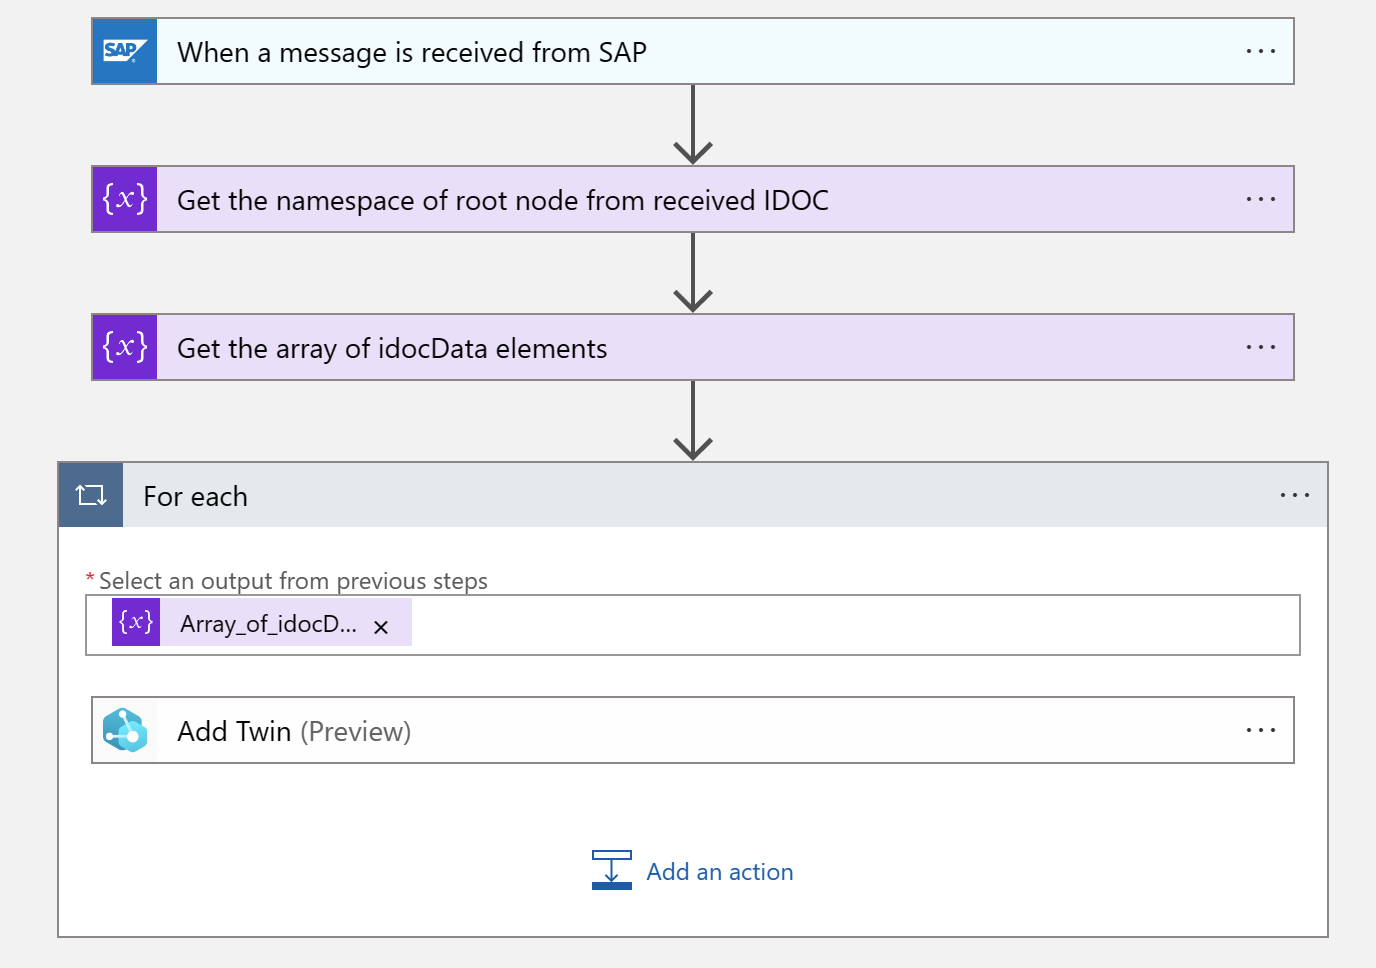 SAP
When a message is received from SAP
{x}
Get the namespace of root node from received IDOC
{x}
Get the array of idocData elements
For each
* Select an output from previous steps
{x} Array_of_idocD... ×
Add Twin (Preview)
Add an action